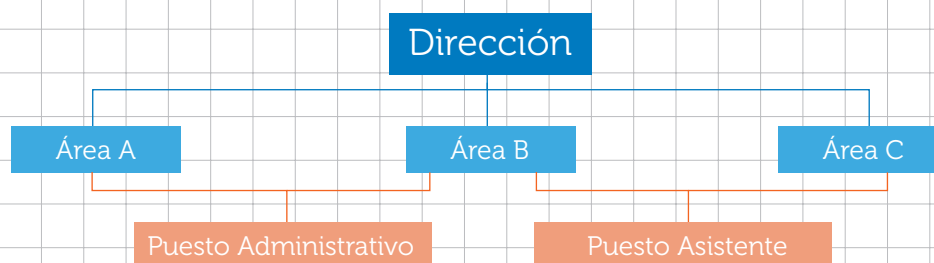 Dirección
Área A
Área B
Área C
Puesto Administrativo
Puesto Asistente